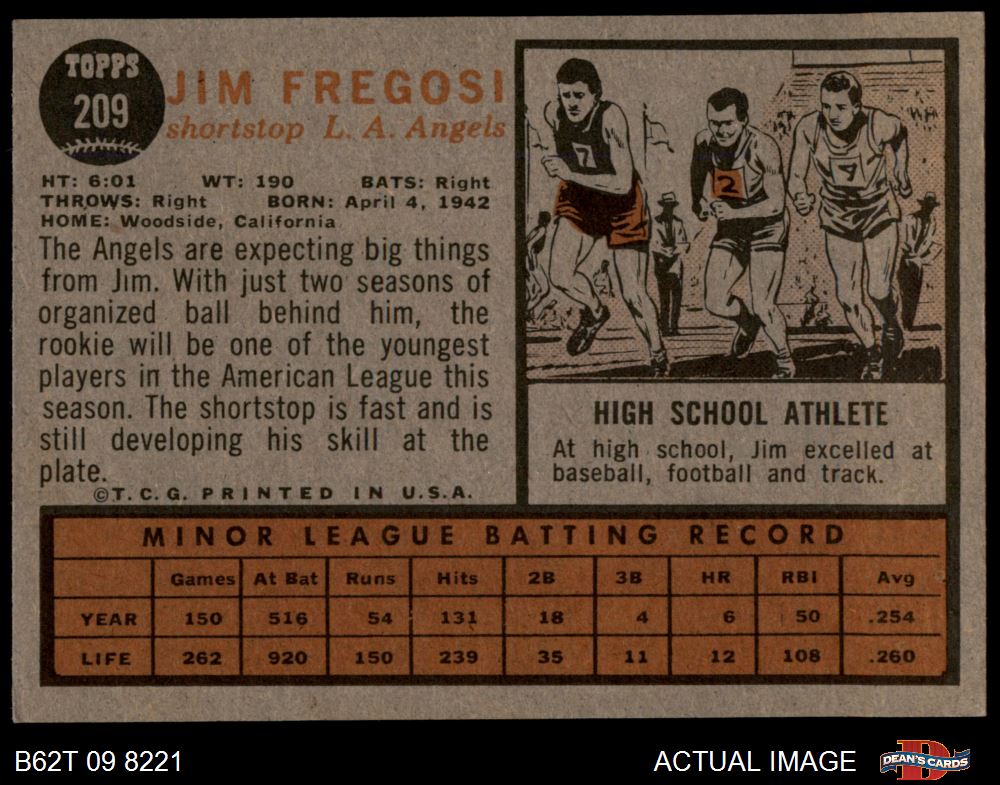 TOPPS
209
JIM FREGOSI
shortstop L. A. Angels
HT: 6:01 WT: 190 BATS: Right
THROWS: Right BORN: April 4, 1942
HOME: Woodside, California
The Angels are expecting big things
from Jim. With just two seasons of
organized ball behind him, the
rookie will be one of the youngest
players in the American League this
season. The shortstop is fast and is
still developing his skill at the
plate.
©T.C.G. PRINTED IN U.S.A.
7
2
7
HIGH SCHOOL ATHLETE
At high school, Jim excelled at
baseball, football and track.
MINOR LEAGUE BATTING RECORD
Games At Bat Runs Hits 2B 3B HR RBI Avg
YEAR 150 516 54 131 18 4 6 50 .254
LIFE 262 920 150 239 35 11 12 108 .260
B62T 09 8221
ACTUAL IMAGE
D
DEAN'S CARDS